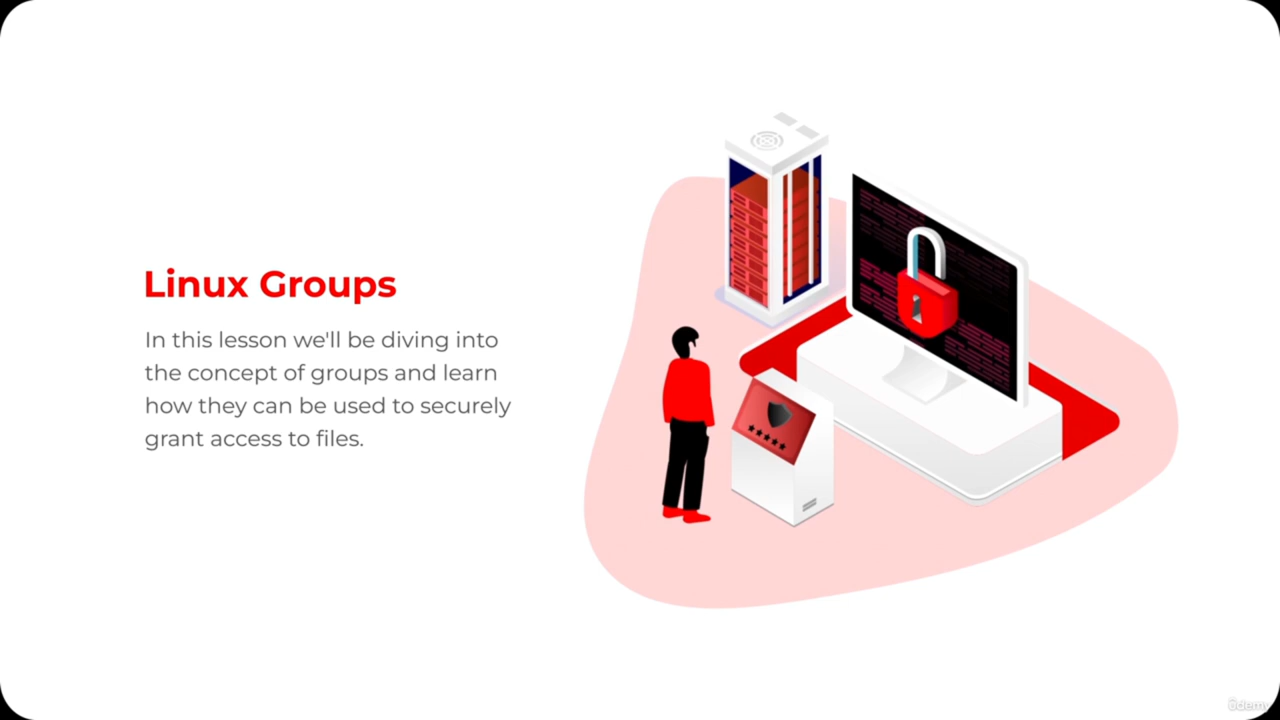 Linux Groups
In this lesson we'll be diving into
the concept of groups and learn
how they can be used to securely
grant access to files.
ûdemy